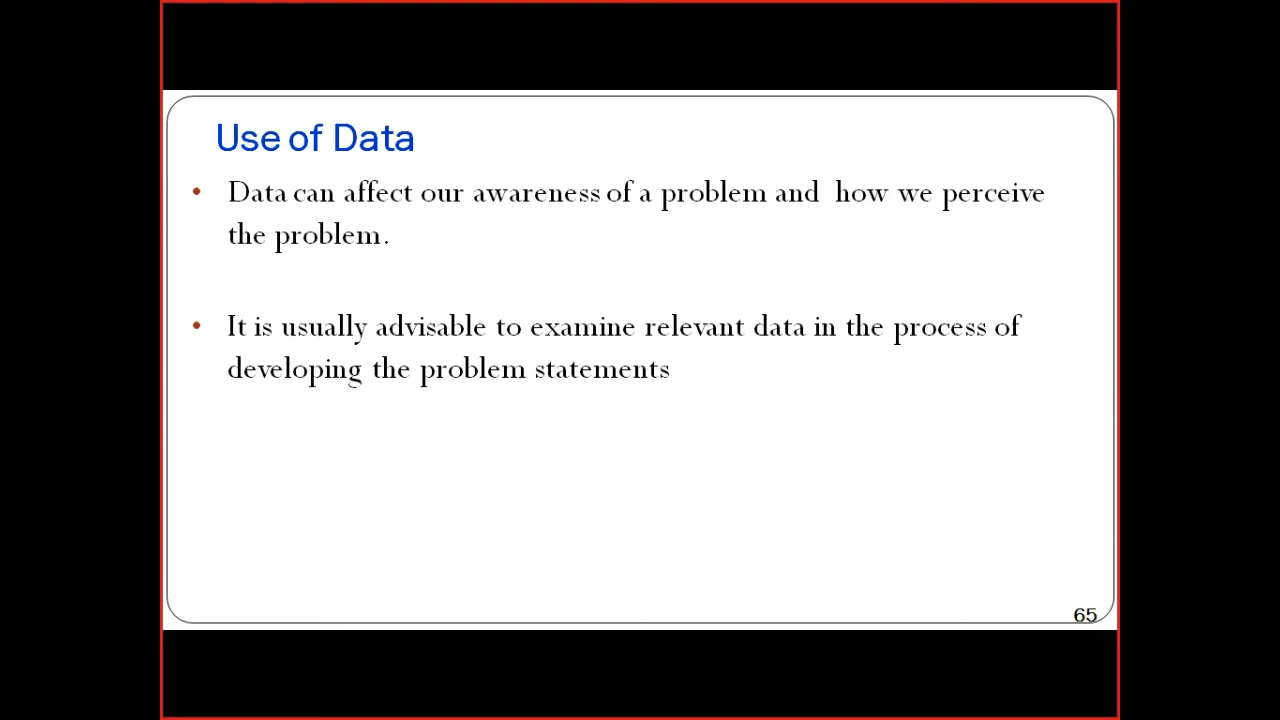 Use of Data
• Data can affect our awareness of a problem and how we perceive
the problem.
• It is usually advisable to examine relevant data in the process of
developing the problem statements
65